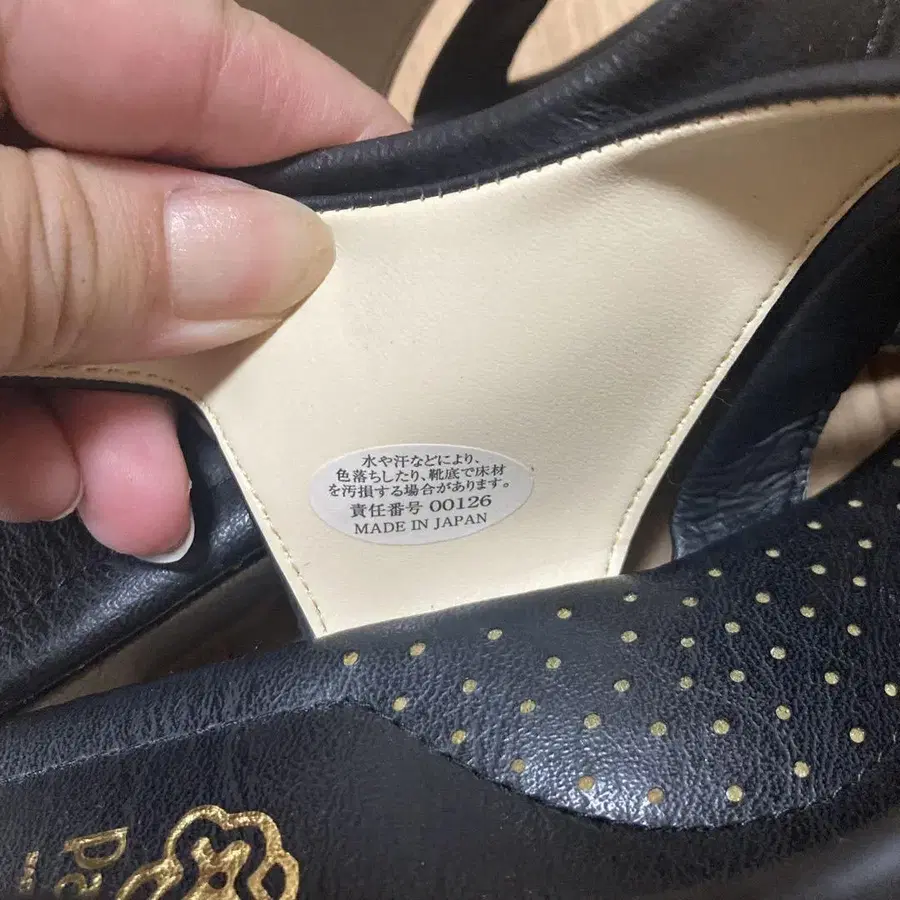 水や汗などにより、
色落ちしたり、靴底で床材
を汚損する場合があります。
責任番号 00126
MADE IN JAPAN